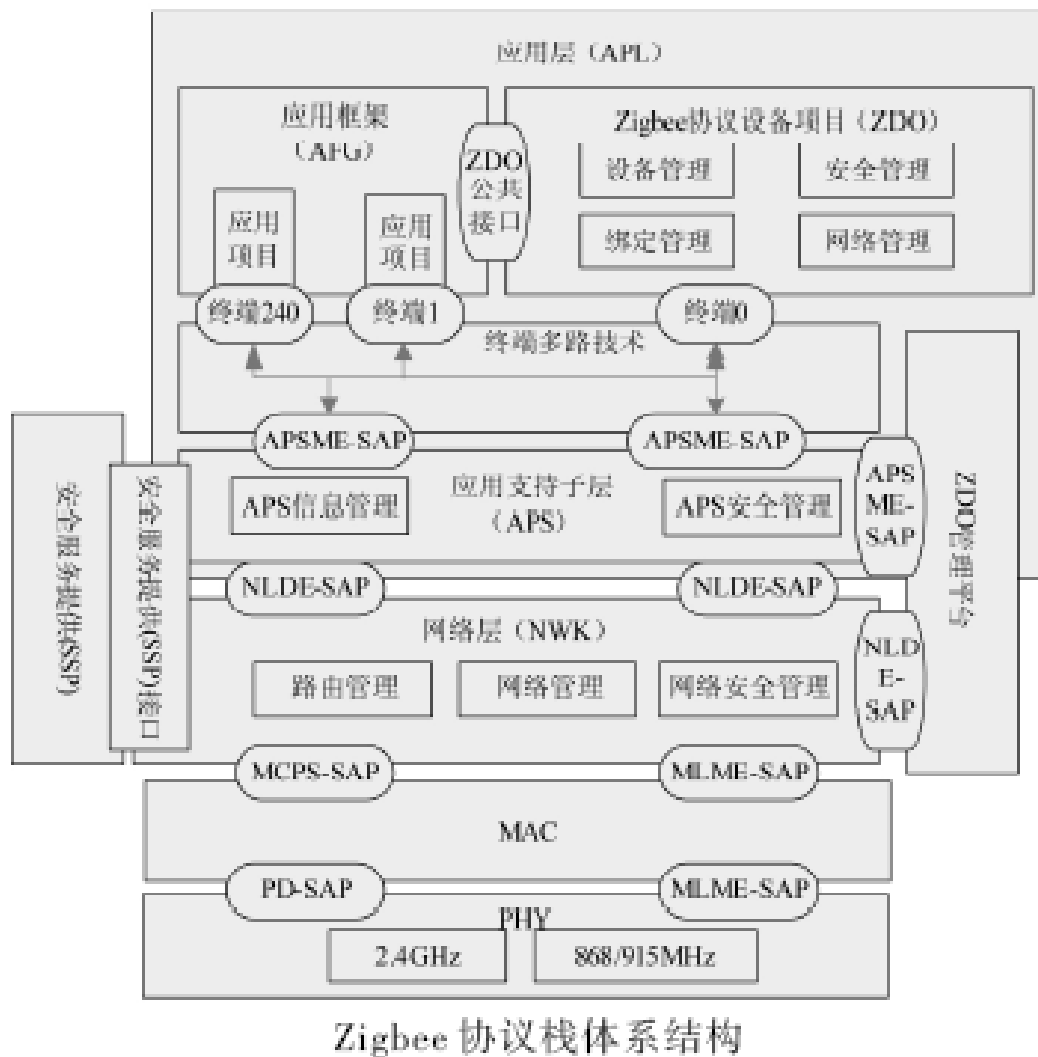 应用层（APL）
应用框架
（AFG）
应用
项目
应用
项目
ZDO
公共
接口
Zigbee协议设备项目（ZDO）
设备管理
安全管理
绑定管理
网络管理
终端240
终端1
终端0
终端多路技术
APSME-SAP
APSME-SAP
应用支持子层
（APS）
APS信息管理
APS安全管理
APS
ME-
SAP
ZDO管理平台
安全服务提供(SSP)
安全服务提供(SSP)接口
NLDE-SAP
NLDE-SAP
网络层（NWK）
路由管理
网络管理
网络安全管理
NLD
E-
SAP
MCPS-SAP
MLME-SAP
MAC
PD-SAP
MLME-SAP
PHY
2.4GHz
868/915MHz
Zigbee 协议栈体系结构